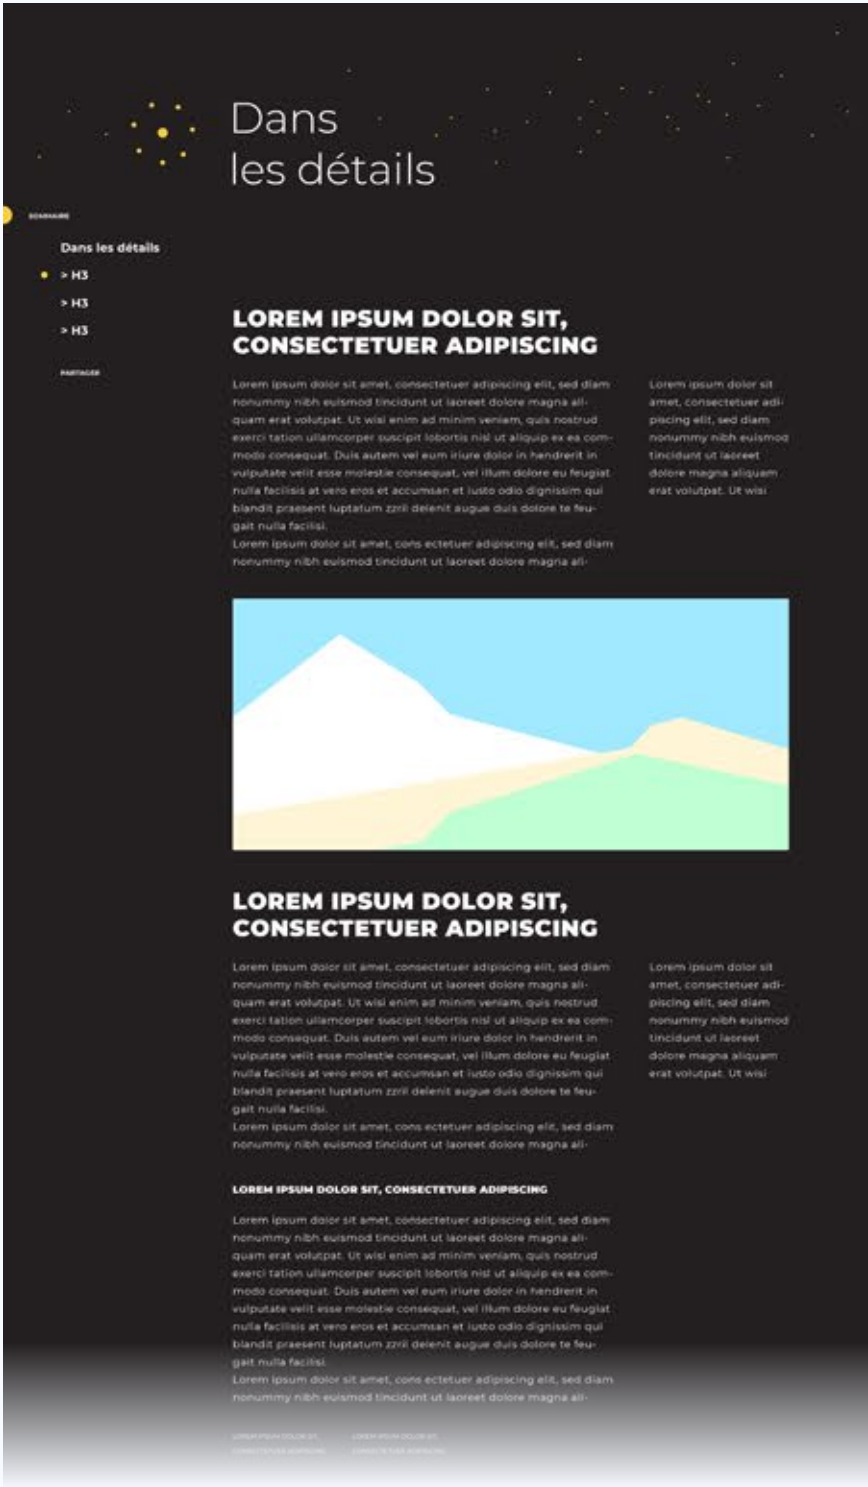 Dans
les détails
SOMMAIRE
Dans les détails
> H3
> H3
> H3
PARTAGER
LOREM IPSUM DOLOR SIT,
CONSECTETUER ADIPISCING
Lorem ipsum dolor sit amet, consectetuer adipiscing elit, sed diam
nonummy nibh euismod tincidunt ut laoreet dolore magna ali-
quam erat volutpat. Ut wisi enim ad minim veniam, quis nostrud
exerci tation ullamcorper suscipit lobortis nisl ut aliquip ex ea com-
modo consequat. Duis autem vel eum iriure dolor in hendrerit in
vulputate velit esse molestie consequat, vel illum dolore eu feugiat
nulla facilisis at vero eros et accumsan et iusto odio dignissim qui
blandit praesent luptatum zzril delenit augue duis dolore te feu-
gait nulla facilisi.
Lorem ipsum dolor sit amet, cons ectetuer adipiscing elit, sed diam
nonummy nibh euismod tincidunt ut laoreet dolore magna ali-
Lorem ipsum dolor sit
amet, consectetuer adi-
piscing elit, sed diam
nonummy nibh euismod
tincidunt ut laoreet
dolore magna aliquam
erat volutpat. Ut wisi
LOREM IPSUM DOLOR SIT,
CONSECTETUER ADIPISCING
Lorem ipsum dolor sit amet, consectetuer adipiscing elit, sed diam
nonummy nibh euismod tincidunt ut laoreet dolore magna ali-
quam erat volutpat. Ut wisi enim ad minim veniam, quis nostrud
exerci tation ullamcorper suscipit lobortis nisl ut aliquip ex ea com-
modo consequat. Duis autem vel eum iriure dolor in hendrerit in
vulputate velit esse molestie consequat, vel illum dolore eu feugiat
nulla facilisis at vero eros et accumsan et iusto odio dignissim qui
blandit praesent luptatum zzril delenit augue duis dolore te feu-
gait nulla facilisi.
Lorem ipsum dolor sit amet, cons ectetuer adipiscing elit, sed diam
nonummy nibh euismod tincidunt ut laoreet dolore magna ali-
Lorem ipsum dolor sit
amet, consectetuer adi-
piscing elit, sed diam
nonummy nibh euismod
tincidunt ut laoreet
dolore magna aliquam
erat volutpat. Ut wisi
LOREM IPSUM DOLOR SIT, CONSECTETUER ADIPISCING
Lorem ipsum dolor sit amet, consectetuer adipiscing elit, sed diam
nonummy nibh euismod tincidunt ut laoreet dolore magna ali-
quam erat volutpat. Ut wisi enim ad minim veniam, quis nostrud
exerci tation ullamcorper suscipit lobortis nisl ut aliquip ex ea com-
modo consequat. Duis autem vel eum iriure dolor in hendrerit in
vulputate velit esse molestie consequat, vel illum dolore eu feugiat
nulla facilisis at vero eros et accumsan et iusto odio dignissim qui
blandit praesent luptatum zzril delenit augue duis dolore te feu-
gait nulla facilisi.
Lorem ipsum dolor sit amet, cons ectetuer adipiscing elit, sed diam
nonummy nibh euismod tincidunt ut laoreet dolore magna ali-
LOREM IPSUM DOLOR SIT,
CONSECTETUER ADIPISCING
LOREM IPSUM DOLOR SIT,
CONSECTETUER ADIPISCING